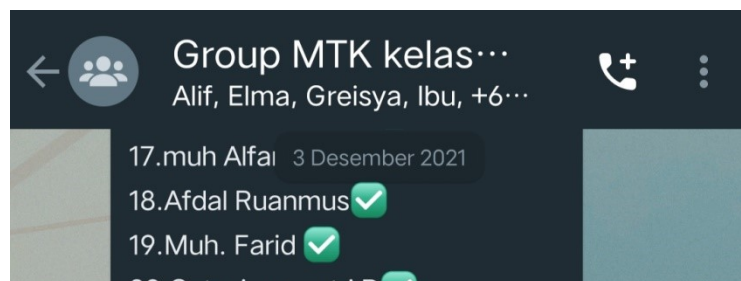 Group MTK kelas...
Alif, Elma, Greisya, Ibu, +6...
17.muh
3 Desember 2021
18.Afdal Ruanmus✅
19.Muh. Farid ✅